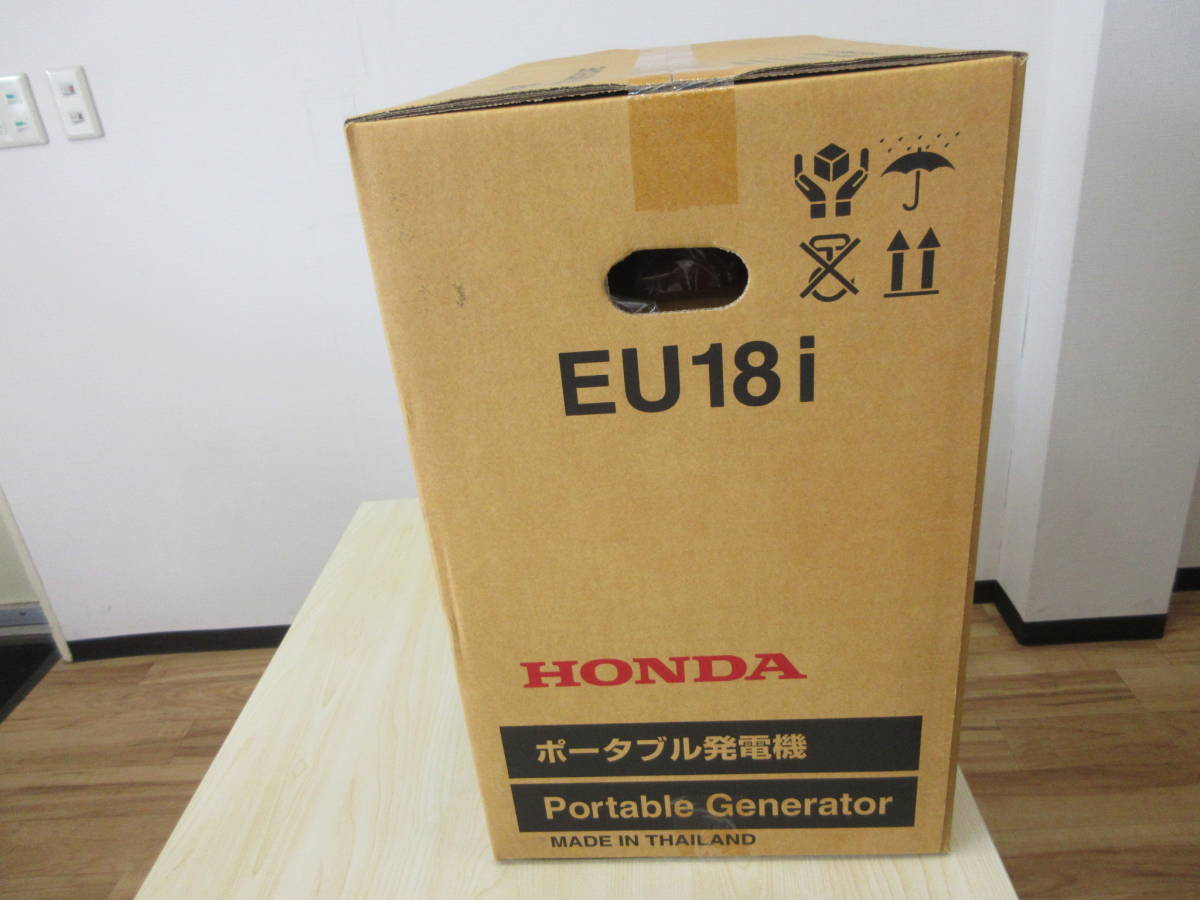 EU18i
HONDA
ポータブル発電機
Portable Generator
MADE IN THAILAND